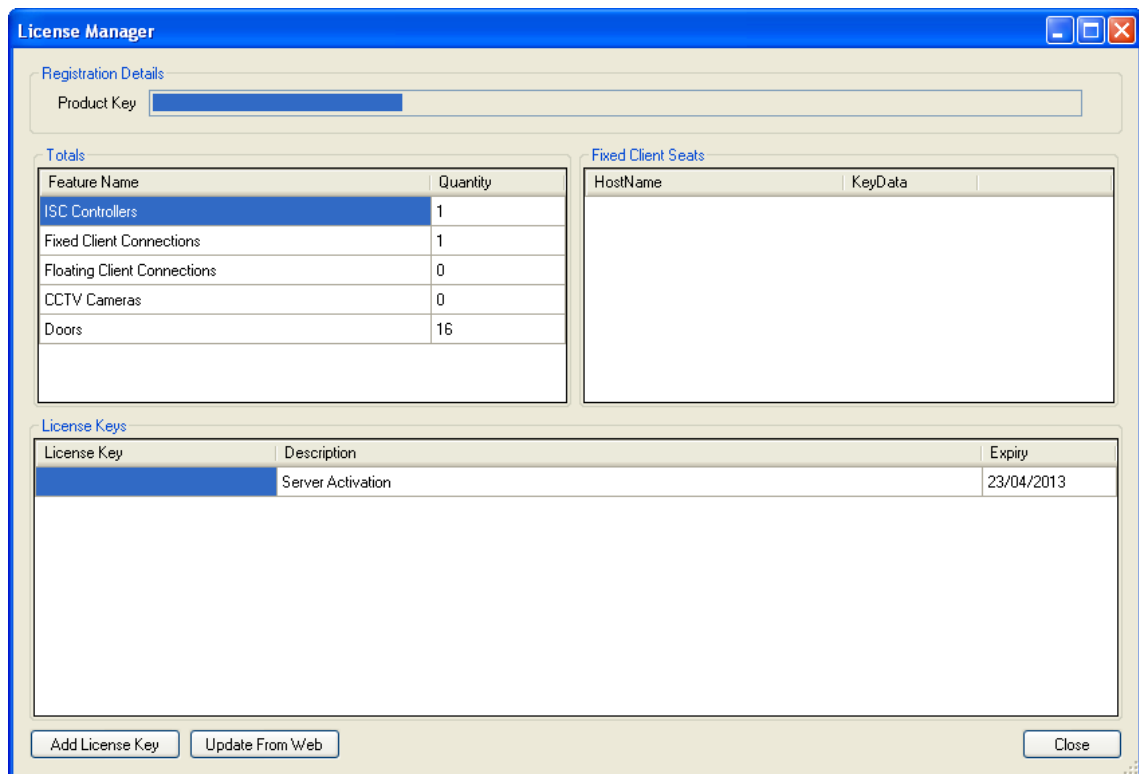 License Manager
Registration Details
Product Key
Totals
Feature Name Quantity
ISC Controllers 1
Fixed Client Connections 1
Floating Client Connections 0
CCTV Cameras 0
Doors 16
Fixed Client Seats
HostName KeyData
License Keys
License Key Description Expiry
Server Activation 23/04/2013
Add License Key Update From Web Close